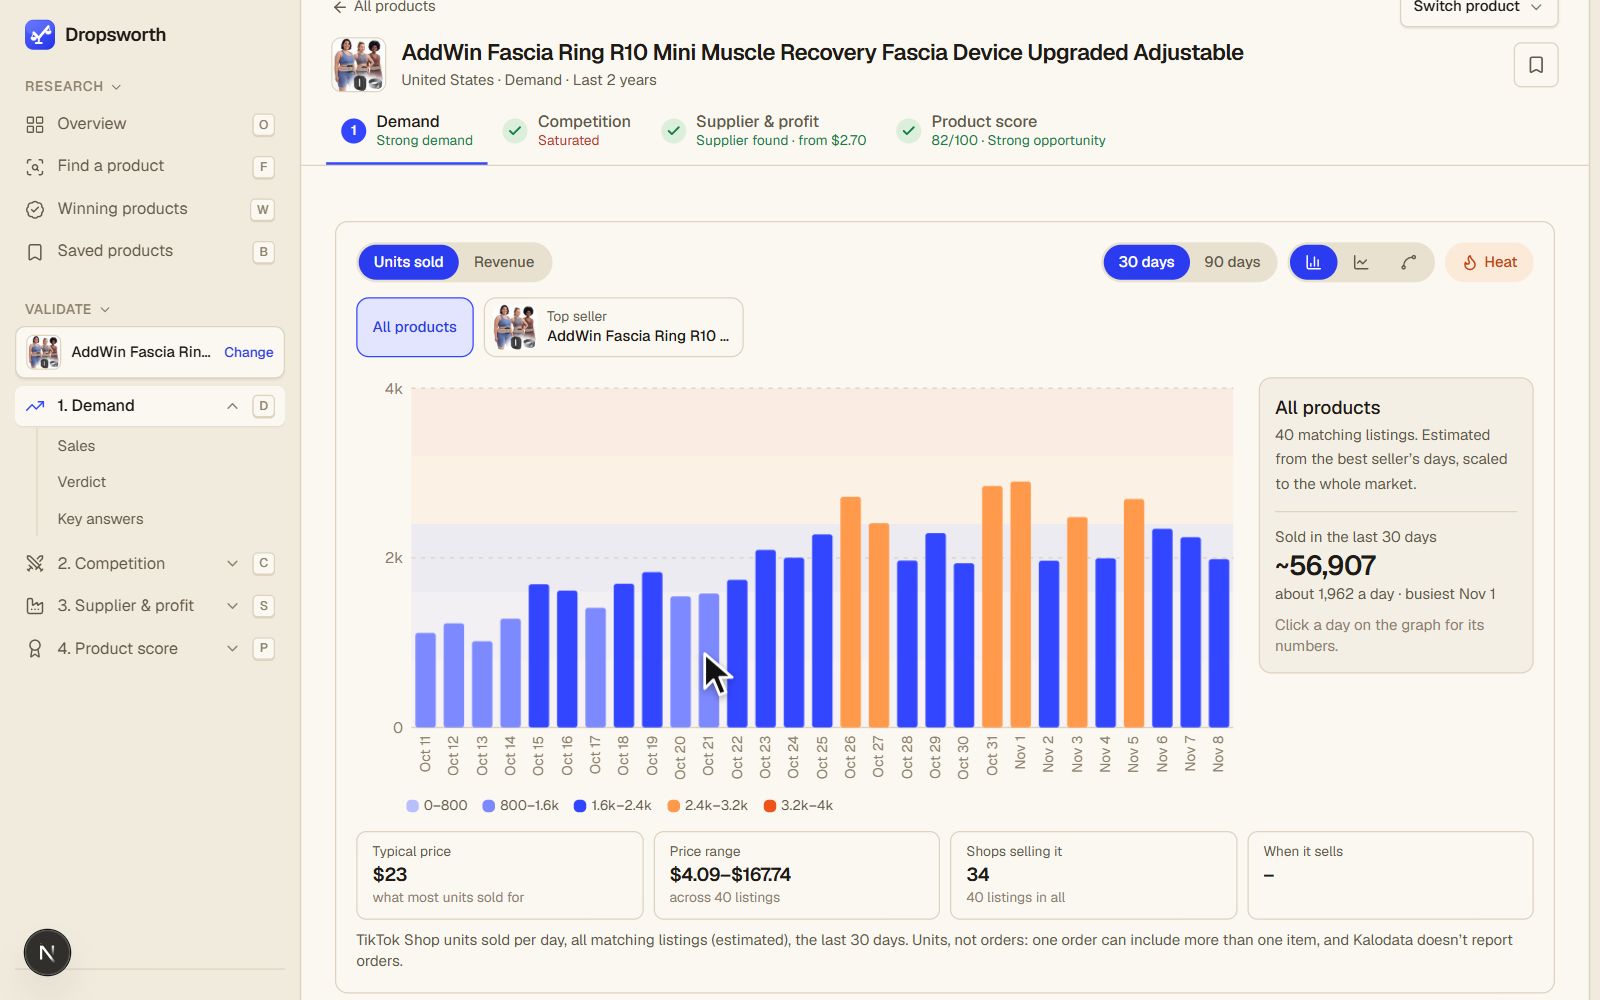 Dropsworth
RESEARCH
Overview
O
Find a product
F
Winning products
W
Saved products
B
VALIDATE
AddWin Fascia Rin...
Change
1. Demand
D
Sales
Verdict
Key answers
2. Competition
C
3. Supplier & profit
S
4. Product score
P
N
All products
Switch product
AddWin Fascia Ring R10 Mini Muscle Recovery Fascia Device Upgraded Adjustable
United States · Demand · Last 2 years
1
Demand
Strong demand
Competition
Saturated
Supplier & profit
Supplier found · from $2.70
Product score
82/100 · Strong opportunity
Units sold
Revenue
30 days
90 days
Heat
All products
Top seller
AddWin Fascia Ring R10 ...
4k
2k
0
Oct 11
Oct 12
Oct 13
Oct 14
Oct 15
Oct 16
Oct 17
Oct 18
Oct 19
Oct 20
Oct 21
Oct 22
Oct 23
Oct 24
Oct 25
Oct 26
Oct 27
Oct 28
Oct 29
Oct 30
Oct 31
Nov 1
Nov 2
Nov 3
Nov 4
Nov 5
Nov 6
Nov 7
Nov 8
0–800
800–1.6k
1.6k–2.4k
2.4k–3.2k
3.2k–4k
All products
40 matching listings. Estimated
from the best seller's days, scaled
to the whole market.
Sold in the last 30 days
~56,907
about 1,962 a day · busiest Nov 1
Click a day on the graph for its
numbers.
Typical price
$23
what most units sold for
Price range
$4.09–$167.74
across 40 listings
Shops selling it
34
40 listings in all
When it sells
–
TikTok Shop units sold per day, all matching listings (estimated), the last 30 days. Units, not orders: one order can include more than one item, and Kalodata doesn't report
orders.